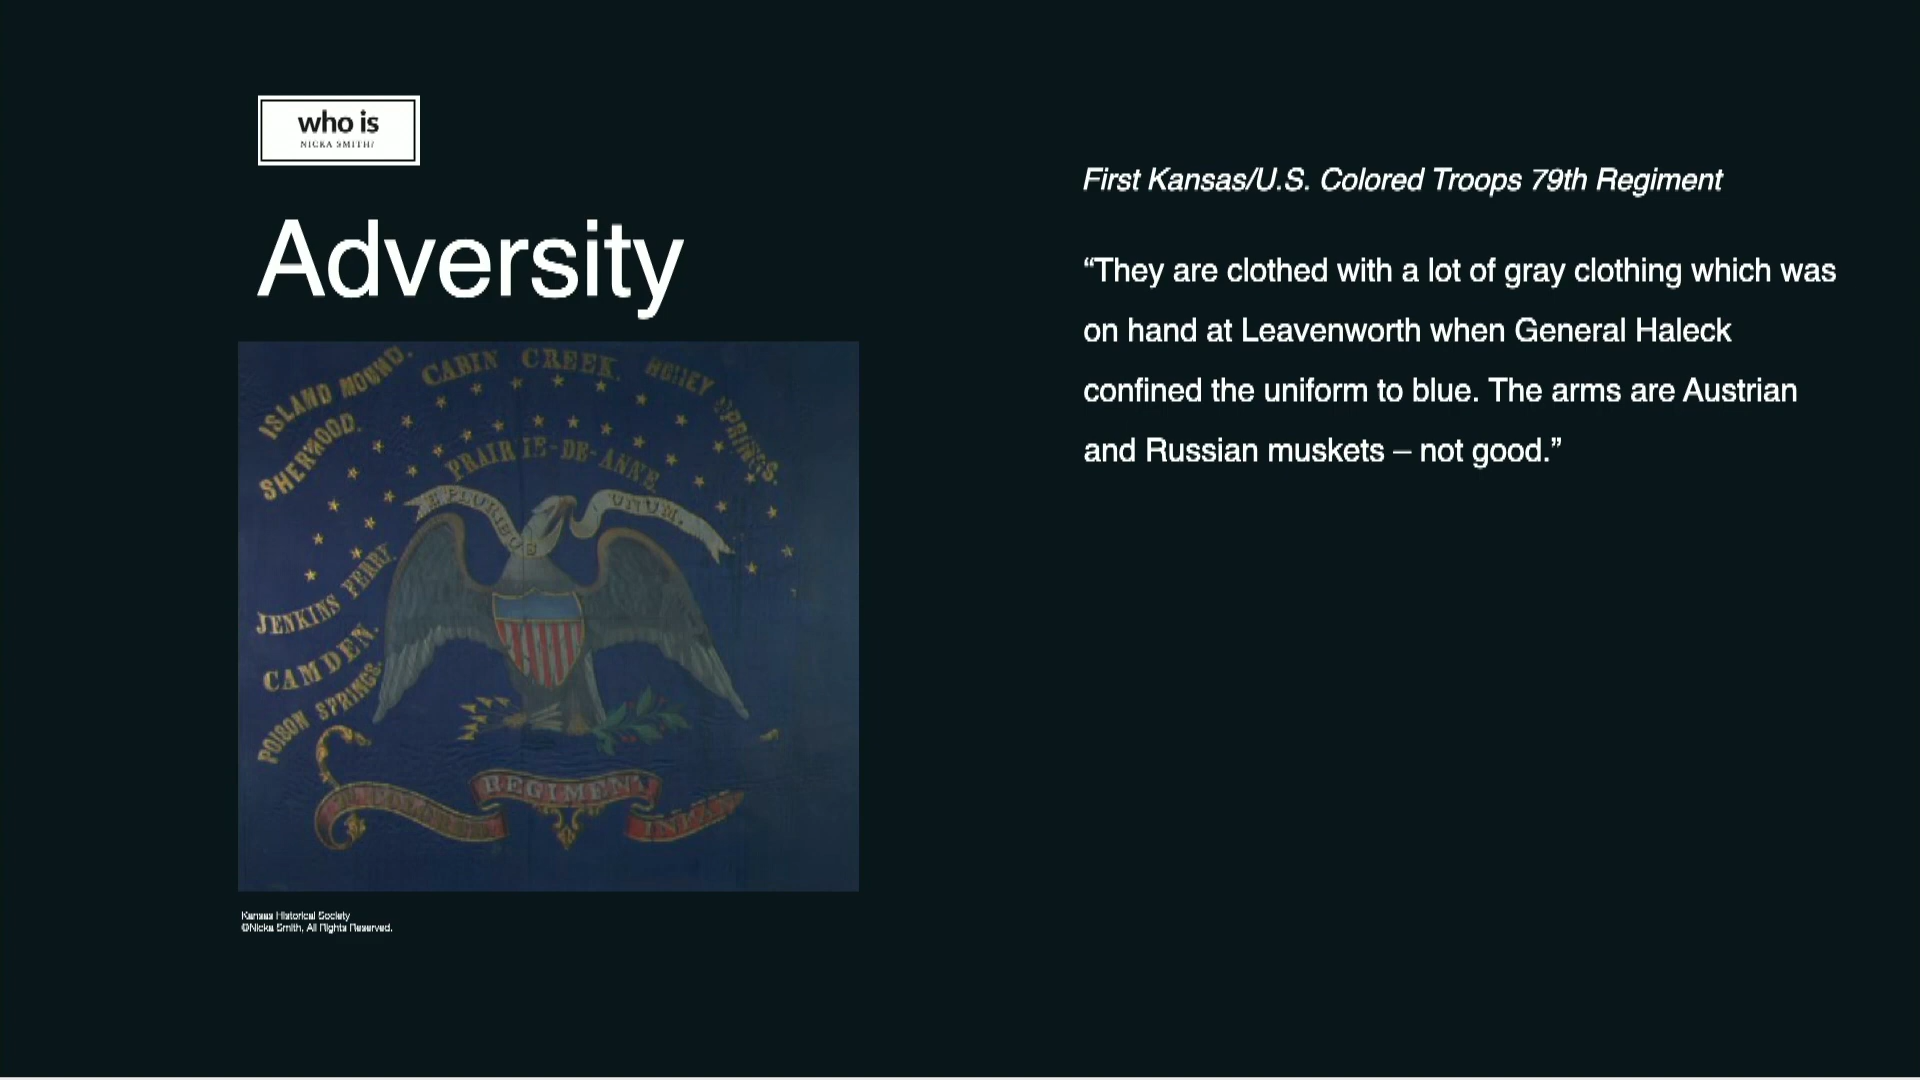 who is
NICKA SMITH?
Adversity
ISLAND MOUND.
CABIN CREEK.
HONEY SPRINGS.
SHERWOOD.
PRAIRIE-DE-ANNE
E PLURIBUS
UNUM.
JENKINS FERRY.
CAMDEN.
POISON SPRINGS.
REGIMENT
Kansas Historical Society
©Nicka Smith, All Rights Reserved.
First Kansas/U.S. Colored Troops 79th Regiment
“They are clothed with a lot of gray clothing which was
on hand at Leavenworth when General Haleck
confined the uniform to blue. The arms are Austrian
and Russian muskets – not good.”